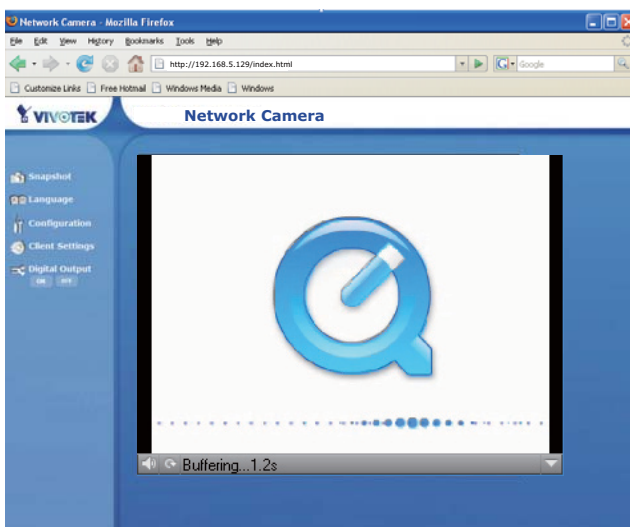 Network Camera - Mozilla Firefox
File Edit View History Bookmarks Tools Help
http://192.168.5.129/index.html
Google
Customize Links Free Hotmail Windows Media Windows
VIVOTEK
Network Camera
Snapshot
Language
Configuration
Client Settings
Digital Output
ON OFF
Buffering...1.2s